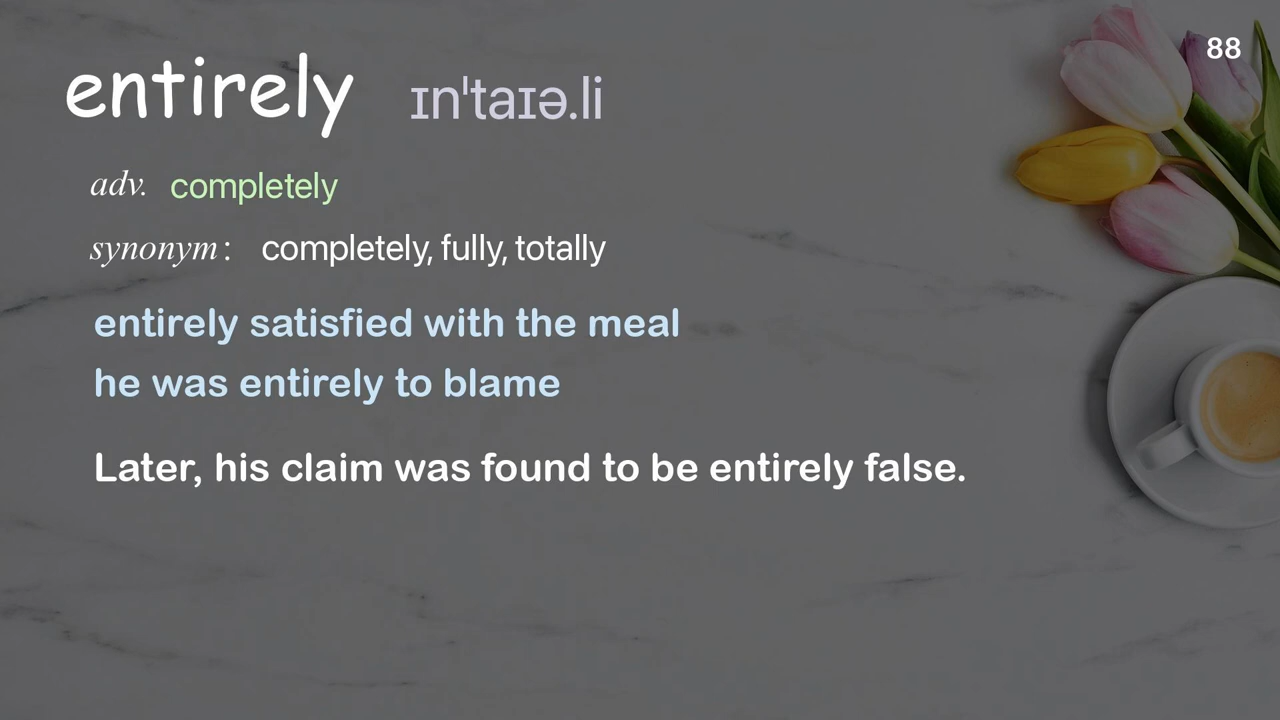 88
entirely ɪnˈtaɪə.li
adv. completely
synonym: completely, fully, totally
entirely satisfied with the meal
he was entirely to blame
Later, his claim was found to be entirely false.